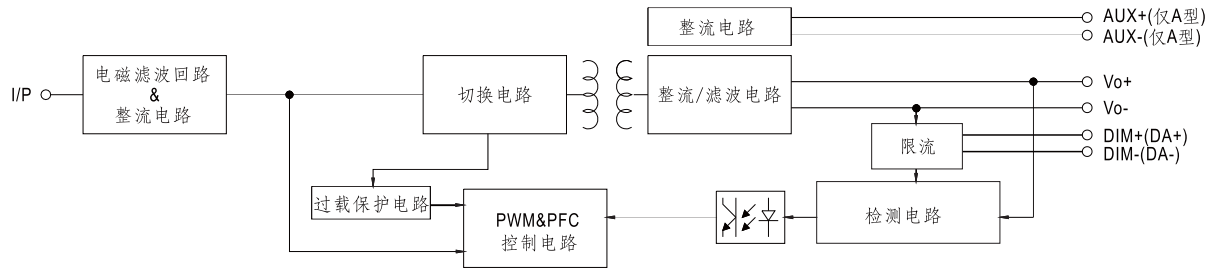 整流电路
AUX+(仅A型)
AUX-(仅A型)
I/P
电磁滤波回路
&
整流电路
切换电路
整流/滤波电路
Vo+
Vo-
限流
DIM+(DA+)
DIM-(DA-)
过载保护电路
PWM&PFC
控制电路
检测电路